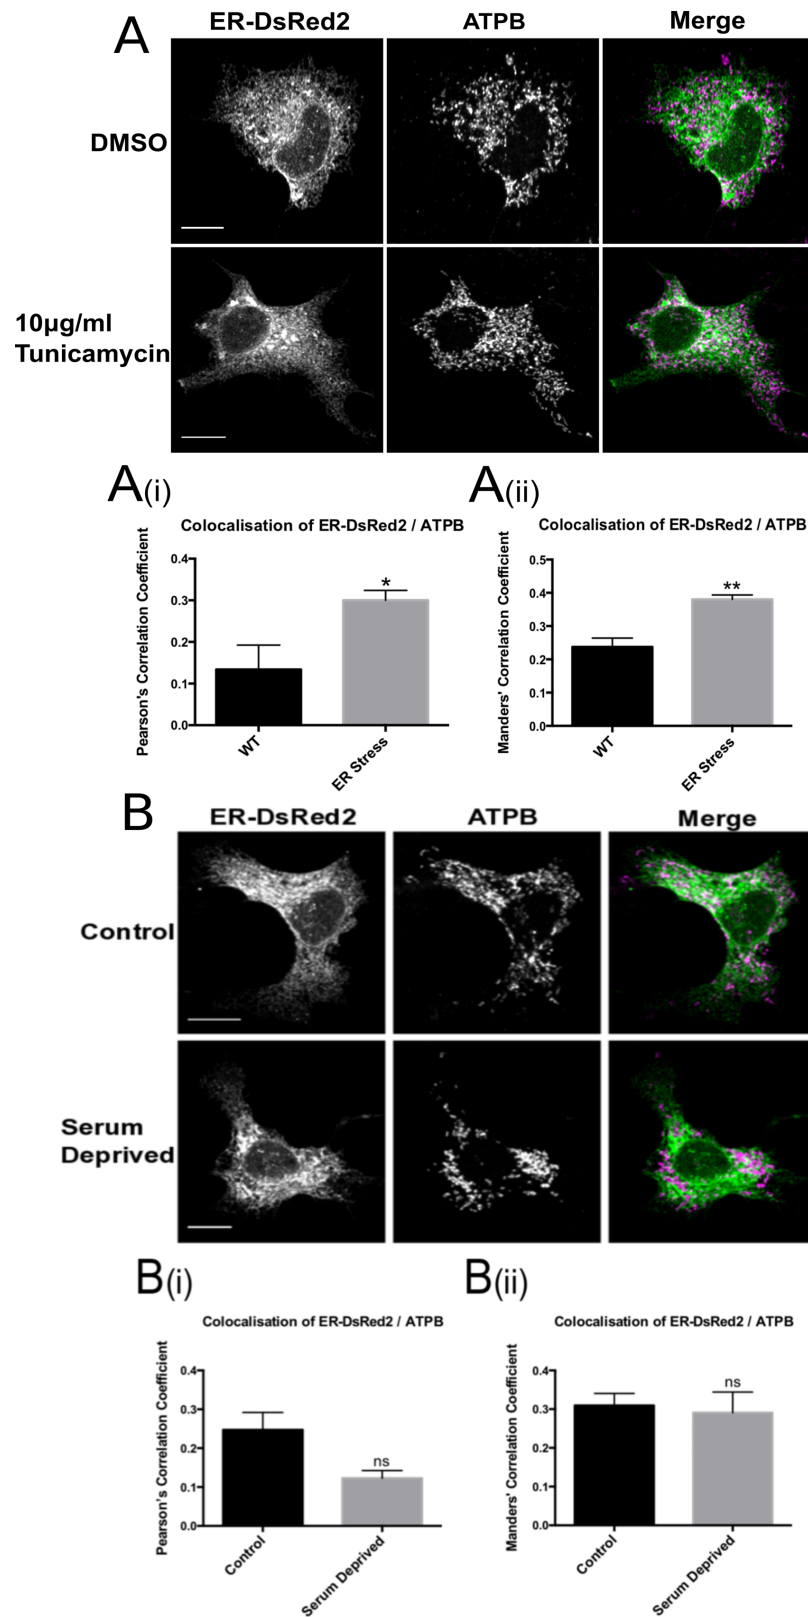 A
ER-DsRed2 ATPB Merge
DMSO
10µg/ml
Tunicamycin
A(i)
Colocalisation of ER-DsRed2 / ATPB
Pearson's Correlation Coefficient
0.4
0.3
0.2
0.1
0.0
*
WT
ER Stress
A(ii)
Colocalisation of ER-DsRed2 / ATPB
Manders' Correlation Coefficient
0.5
0.4
0.3
0.2
0.1
0.0
**
WT
ER Stress
B
ER-DsRed2 ATPB Merge
Control
Serum
Deprived
B(i)
Colocalisation of ER-DsRed2 / ATPB
Pearson's Correlation Coefficient
0.4
0.3
0.2
0.1
0.0
ns
Control
Serum Deprived
B(ii)
Colocalisation of ER-DsRed2 / ATPB
Manders' Correlation Coefficient
0.4
0.3
0.2
0.1
0.0
ns
Control
Serum Deprived